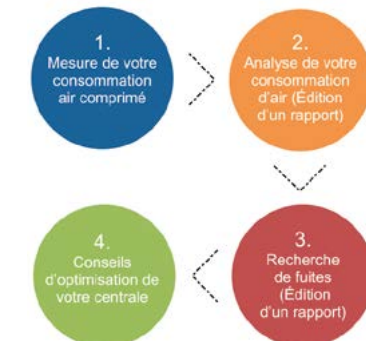 1.
Mesure de votre
consommation
air comprimé
2.
Analyse de votre
consommation
d'air (Édition
d'un rapport)
3.
Recherche
de fuites
(Édition
d'un rapport)
4.
Conseils
d'optimisation de
votre centrale